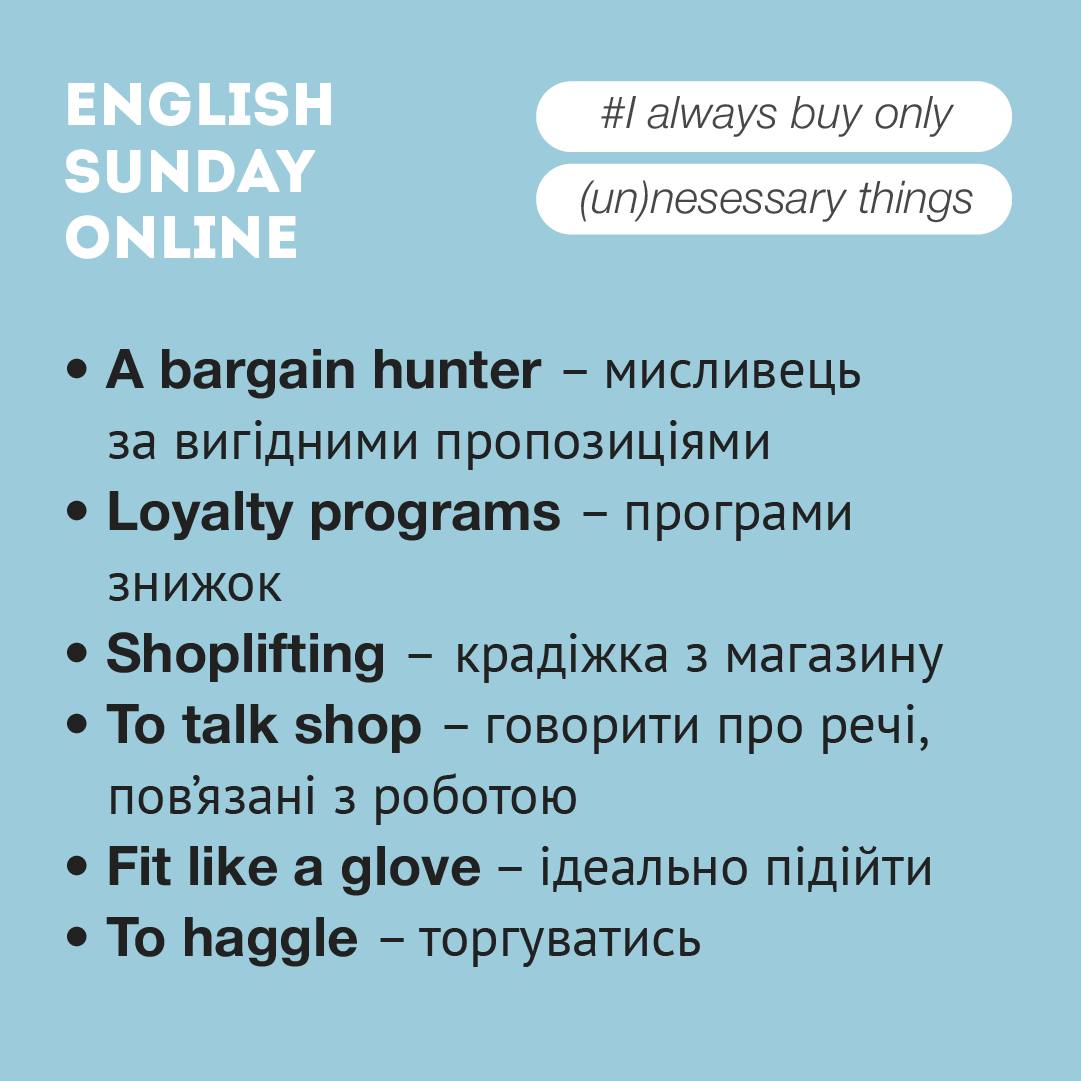 ENGLISH
SUNDAY
ONLINE
#I always buy only
(un)nesessary things
• A bargain hunter – мисливець
за вигідними пропозиціями
• Loyalty programs – програми
знижок
• Shoplifting – крадіжка з магазину
• To talk shop – говорити про речі,
пов’язані з роботою
• Fit like a glove – ідеально підійти
• To haggle – торгуватись